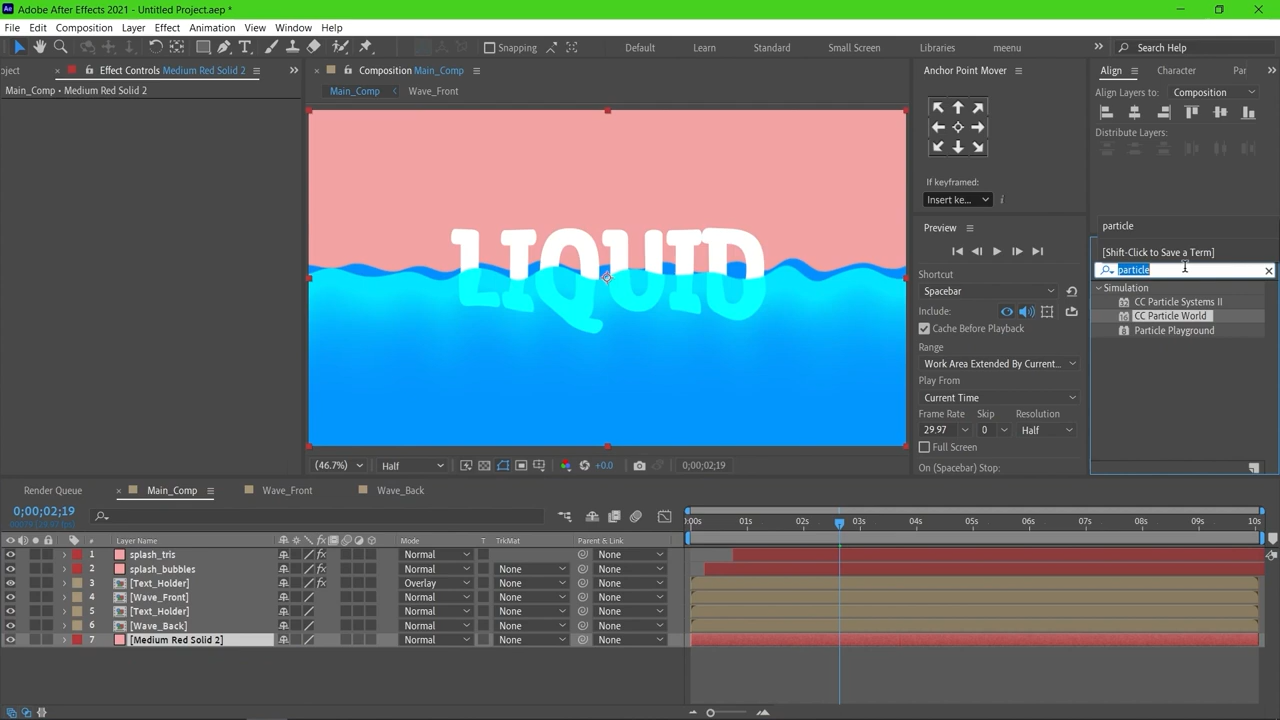 Adobe After Effects 2021 - Untitled Project.aep *
File Edit Composition Layer Effect Animation View Window Help
Snapping Default Learn Standard Small Screen Libraries meenu Search Help
oject Effect Controls Medium Red Solid 2
Composition Main_Comp
Anchor Point Mover
Align Character Par
Main_Comp • Medium Red Solid 2
Main_Comp Wave_Front
Align Layers to: Composition
Distribute Layers:
If keyframed:
Insert ke...
particle
Preview
[Shift-Click to Save a Term]
particle
Shortcut
Simulation
Spacebar
CC Particle Systems II
Include:
CC Particle World
Cache Before Playback
Particle Playground
Range
Work Area Extended By Current...
Play From
Current Time
Frame Rate Skip Resolution
29.97 0 Half
Full Screen
On (Spacebar) Stop:
LIQUID
(46.7%) Half +0.0 0;00;02;19
Render Queue Main_Comp Wave_Front Wave_Back
0;00;02;19
:00s 01s 02s 03s 04s 05s 06s 07s 08s 09s 10s
# Layer Name Mode T TrkMat Parent & Link
1 splash_tris Normal None
2 splash_bubbles Normal None None
3 [Text_Holder] Overlay None None
4 [Wave_Front] Normal None None
5 [Text_Holder] Normal None None
6 [Wave_Back] Normal None None
7 [Medium Red Solid 2] Normal None None